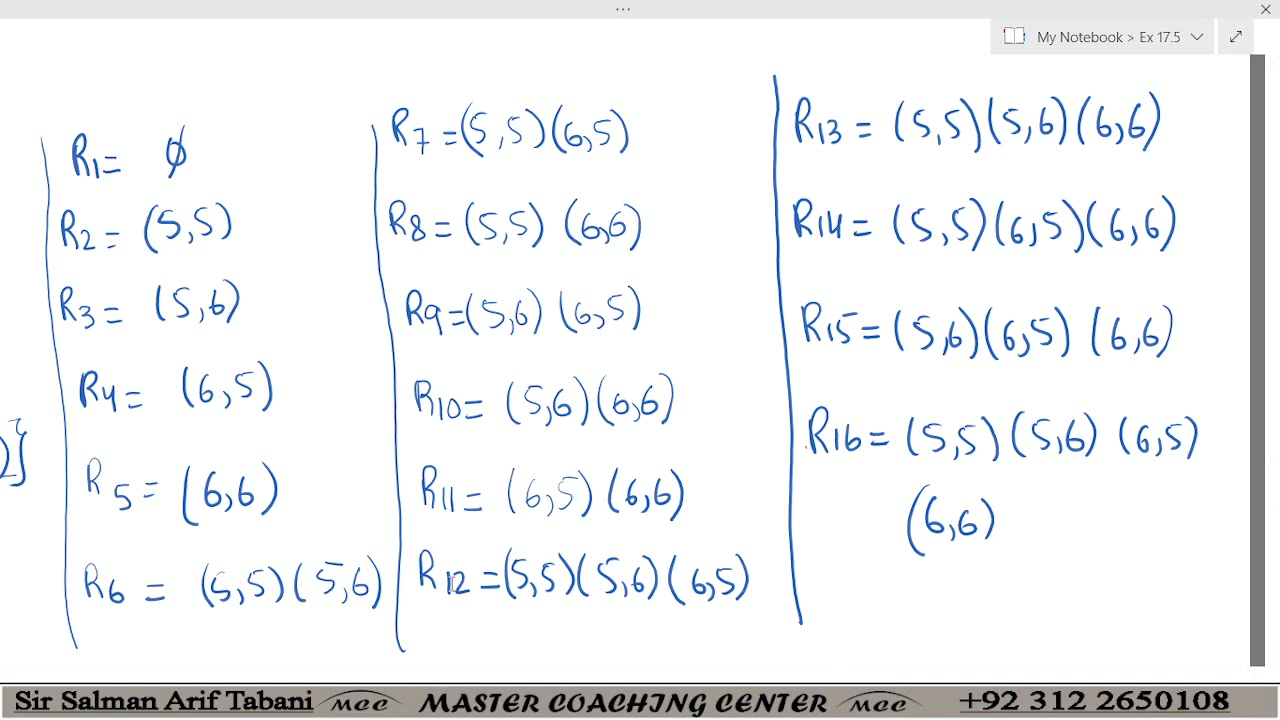 My Notebook > Ex 17.5
R1 = ϕ
R2 = (5,5)
R3 = (5,6)
R4 = (6,5)
R5 = (6,6)
R6 = (5,5)(5,6)
R7 = (5,5)(6,5)
R8 = (5,5) (6,6)
R9 = (5,6) (6,5)
R10 = (5,6)(6,6)
R11 = (6,5)(6,6)
R12 = (5,5)(5,6)(6,5)
R13 = (5,5)(5,6)(6,6)
R14 = (5,5)(6,5)(6,6)
R15 = (5,6)(6,5) (6,6)
R16 = (5,5)(5,6) (6,5)
(6,6)
Sir Salman Arif Tabani mcc MASTER COACHING CENTER mcc +92 312 2650108